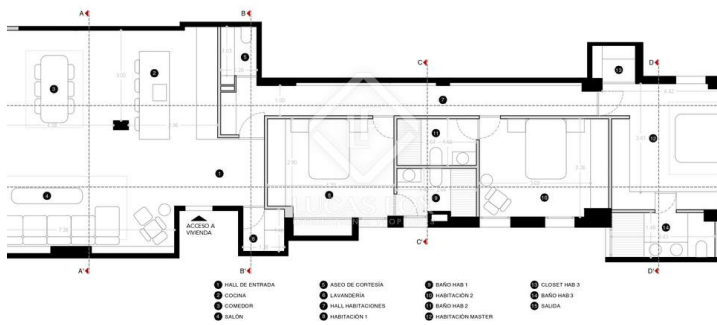 A
B
C
D
ACCESO A
VIVIENDA
LUCAS FOX
A'
B'
C'
D'
1 HALL DE ENTRADA
2 COCINA
3 COMEDOR
4 SALÓN
5 ASEO DE CORTESÍA
6 LAVANDERÍA
7 HALL HABITACIONES
8 HABITACIÓN 1
9 BAÑO HAB 1
10 HABITACIÓN 2
11 BAÑO HAB 2
12 HABITACIÓN MASTER
13 CLOSET HAB 3
14 BAÑO HAB 3
15 SALIDA